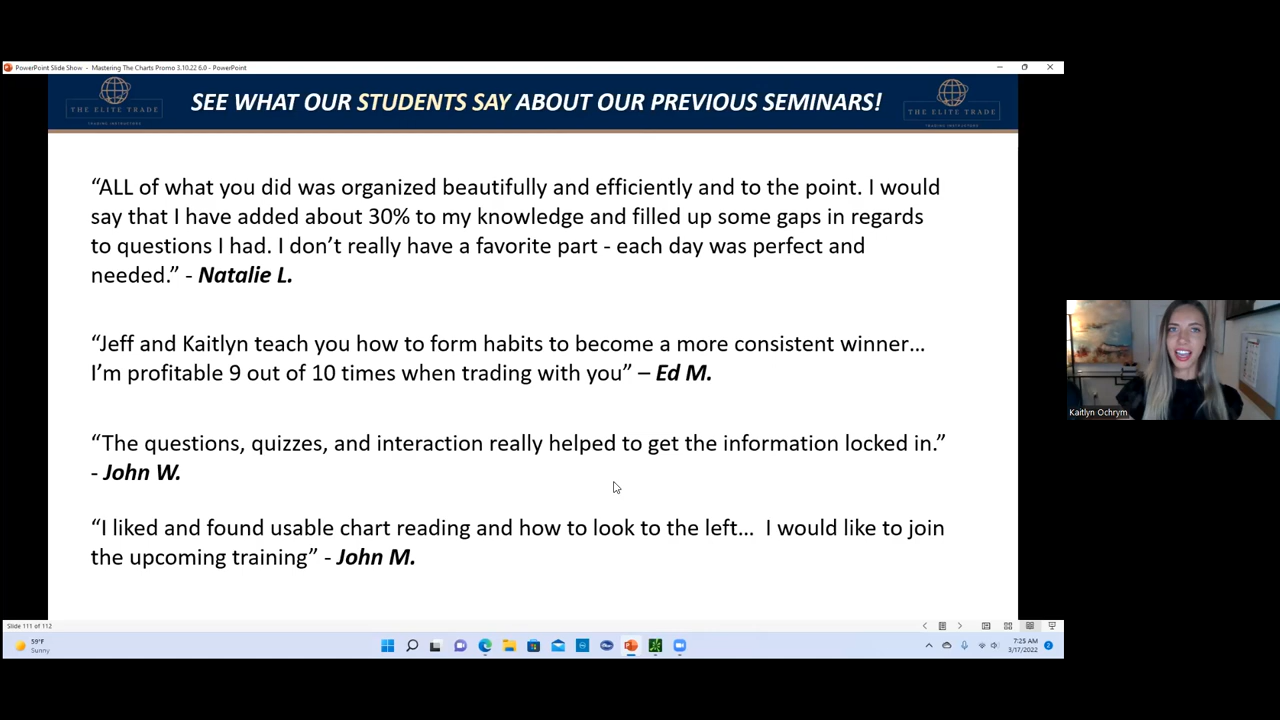 PowerPoint Slide Show - Mastering The Charts Promo 3.10.22 6.0 - PowerPoint
THE ELITE TRADE
TRADING INSTRUCTORS
SEE WHAT OUR STUDENTS SAY ABOUT OUR PREVIOUS SEMINARS!
THE ELITE TRADE
TRADING INSTRUCTORS
“ALL of what you did was organized beautifully and efficiently and to the point. I would
say that I have added about 30% to my knowledge and filled up some gaps in regards
to questions I had. I don’t really have a favorite part - each day was perfect and
needed.” - Natalie L.
“Jeff and Kaitlyn teach you how to form habits to become a more consistent winner…
I’m profitable 9 out of 10 times when trading with you” – Ed M.
“The questions, quizzes, and interaction really helped to get the information locked in.”
- John W.
“I liked and found usable chart reading and how to look to the left…  I would like to join
the upcoming training” - John M.
Kaitlyn Ochrym
Slide 111 of 112
59°F
Sunny
7:25 AM
3/17/2022
2